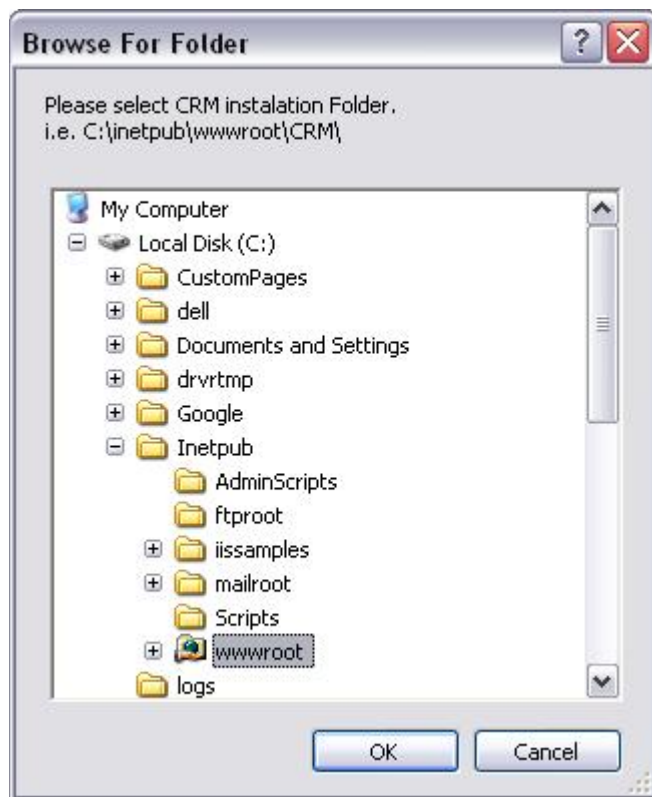 Browse For Folder
Please select CRM instalation Folder.
i.e. C:\inetpub\wwwroot\CRM\
My Computer
Local Disk (C:)
CustomPages
dell
Documents and Settings
drvrtmp
Google
Inetpub
AdminScripts
ftproot
iissamples
mailroot
Scripts
wwwroot
logs
OK Cancel